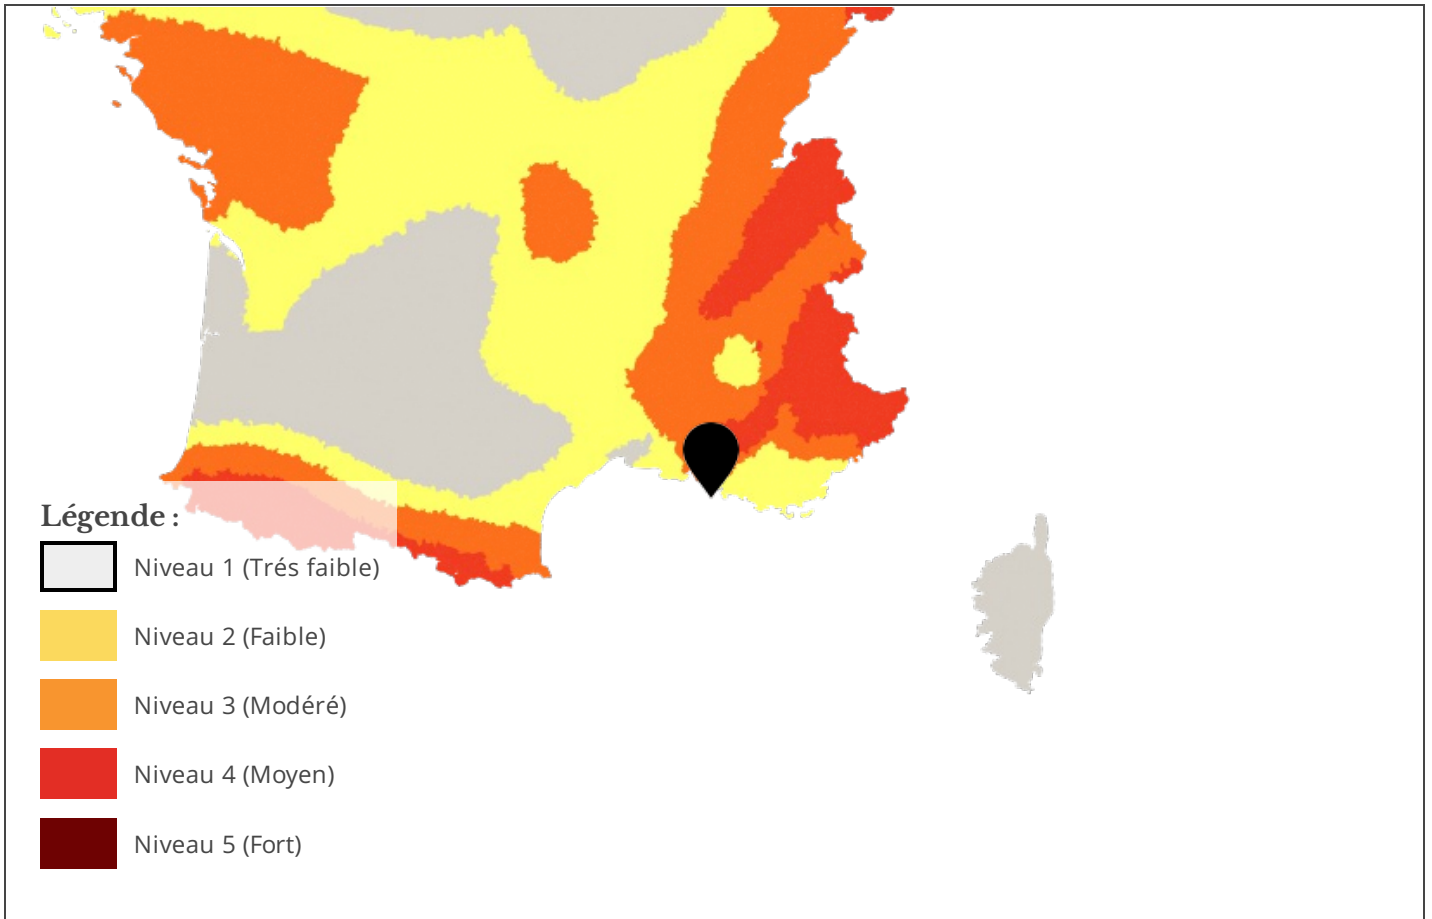 Légende :
Niveau 1 (Trés faible)
Niveau 2 (Faible)
Niveau 3 (Modéré)
Niveau 4 (Moyen)
Niveau 5 (Fort)